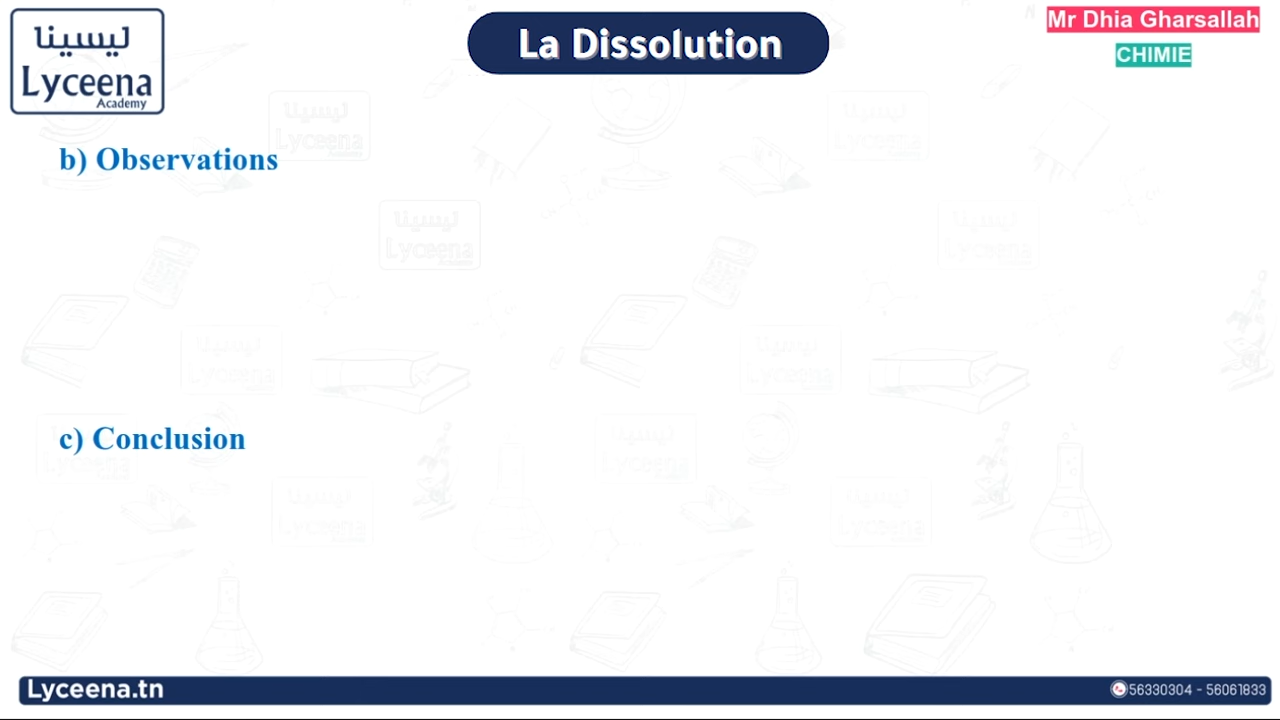 ليسينا
Lyceena
Academy
La Dissolution
Mr Dhia Gharsallah
CHIMIE
b) Observations
c) Conclusion
Lyceena.tn
56330304 - 56061833